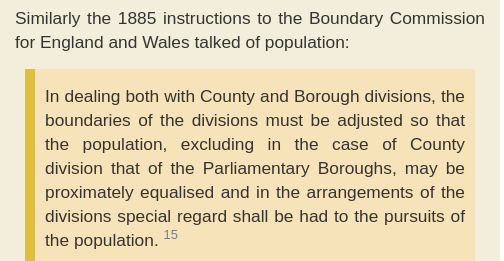 Similarly the 1885 instructions to the Boundary Commission
for England and Wales talked of population:
In dealing both with County and Borough divisions, the
boundaries of the divisions must be adjusted so that
the population, excluding in the case of County
division that of the Parliamentary Boroughs, may be
proximately equalised and in the arrangements of the
divisions special regard shall be had to the pursuits of
the population. 15